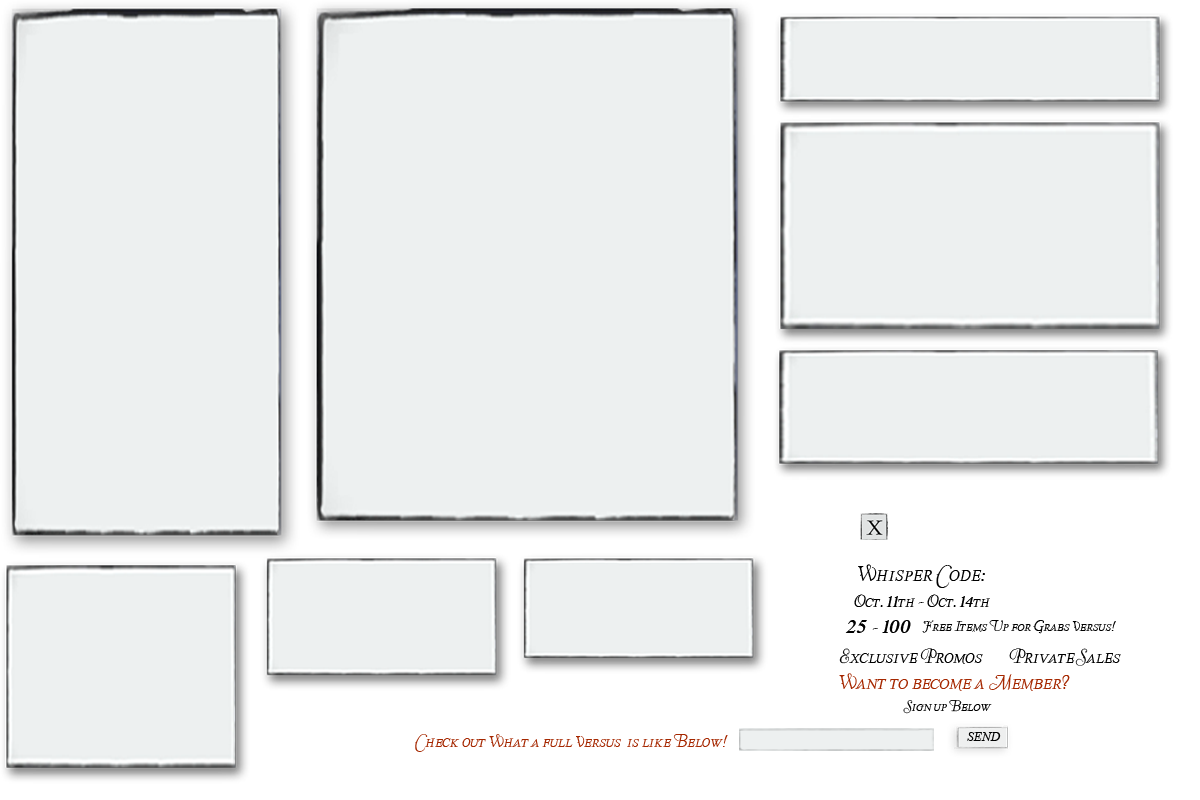 X
Whisper Code:
Oct. 11th - Oct. 14th
25 - 100 Free Items Up for Grabs Versus!
Exclusive Promos Private Sales
Want to become a Member?
Sign up Below
Check out What a full Versus is like Below! SEND